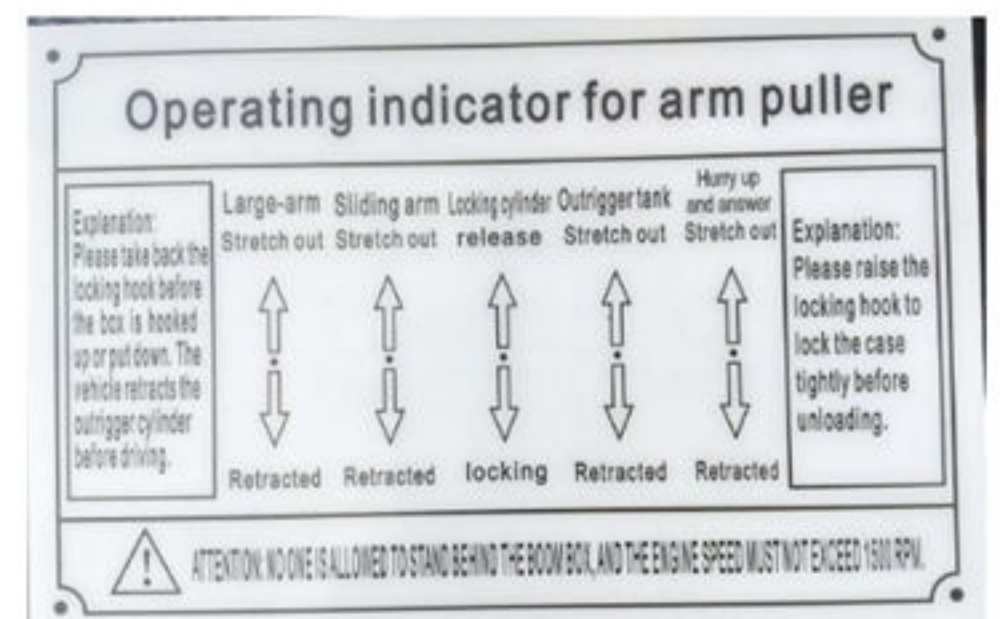 Operating indicator for arm puller
Explanation:
Please take back the
locking hook before
the box is hooked
up or put down. The
vehicle retracts the
outrigger cylinder
before driving.
Large-arm
Stretch out
Retracted
Sliding arm
Stretch out
Retracted
Locking cylinder
release
locking
Outrigger tank
Stretch out
Retracted
Hurry up
and answer
Stretch out
Retracted
Explanation:
Please raise the
locking hook to
lock the case
tightly before
unloading.
ATTENTION: NO ONE IS ALLOWED TO STAND BEHIND THE BOOM BOX, AND THE ENGINE SPEED MUST NOT EXCEED 1500 RPM.